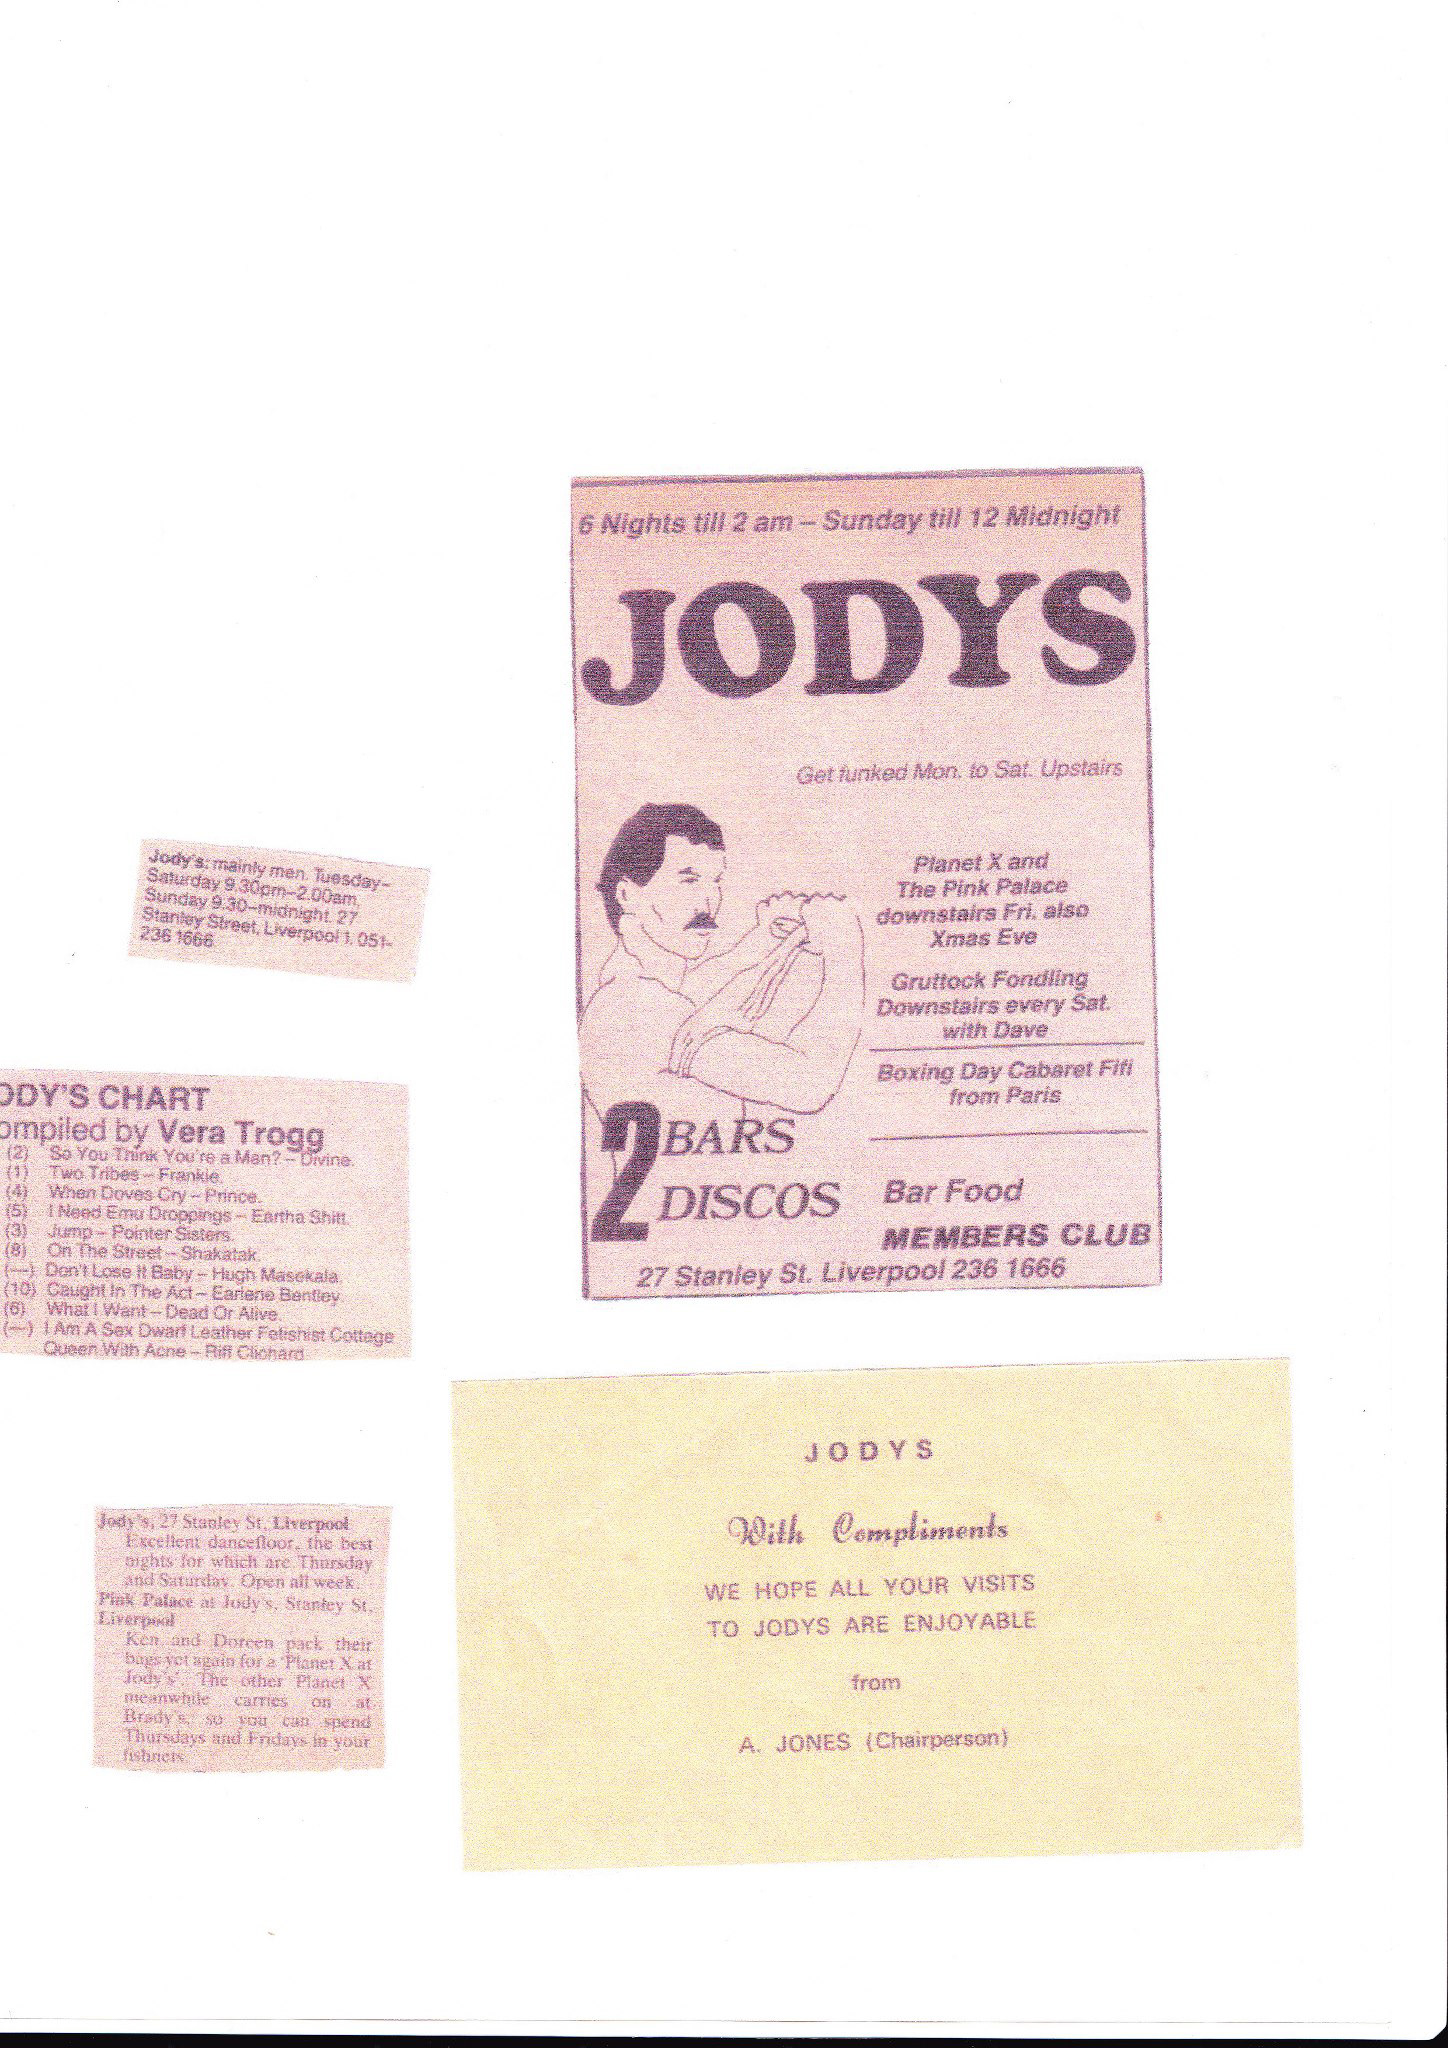 6 Nights till 2 am – Sunday till 12 Midnight
JODYS
Get funked Mon. to Sat. Upstairs
Planet X and
The Pink Palace
downstairs Fri. also
Xmas Eve
Gruttock Fondling
Downstairs every Sat.
with Dave
Boxing Day Cabaret Fifi
from Paris
2 BARS
DISCOS
Bar Food
MEMBERS CLUB
27 Stanley St. Liverpool 236 1666
Jody's: mainly men. Tuesday–
Saturday 9.30pm–2.00am.
Sunday 9.30–midnight. 27
Stanley Street, Liverpool 1. 051-
236 1666
ODY'S CHART
ompiled by Vera Trogg
(2) So You Think You're a Man? – Divine.
(1) Two Tribes – Frankie.
(4) When Doves Cry – Prince.
(5) I Need Emu Droppings – Eartha Shitt.
(3) Jump – Pointer Sisters.
(8) On The Street – Shakatak.
(—) Don't Lose It Baby – Hugh Masekala.
(10) Caught In The Act – Earlene Bentley.
(6) What I Want – Dead Or Alive.
(—) I Am A Sex Dwarf Leather Fetishist Cottage
Queen With Acne – Riff Clichard
Jody's, 27 Stanley St, Liverpool
Excellent dancefloor, the best
nights for which are Thursday
and Saturday. Open all week.
Pink Palace at Jody's, Stanley St,
Liverpool
Ken and Doreen pack their
bags yet again for a 'Planet X at
Jody's'. The other Planet X
meanwhile carries on at
Brady's, so you can spend
Thursdays and Fridays in your
fishnets.
JODYS
With Compliments
WE HOPE ALL YOUR VISITS
TO JODYS ARE ENJOYABLE
from
A. JONES (Chairperson)